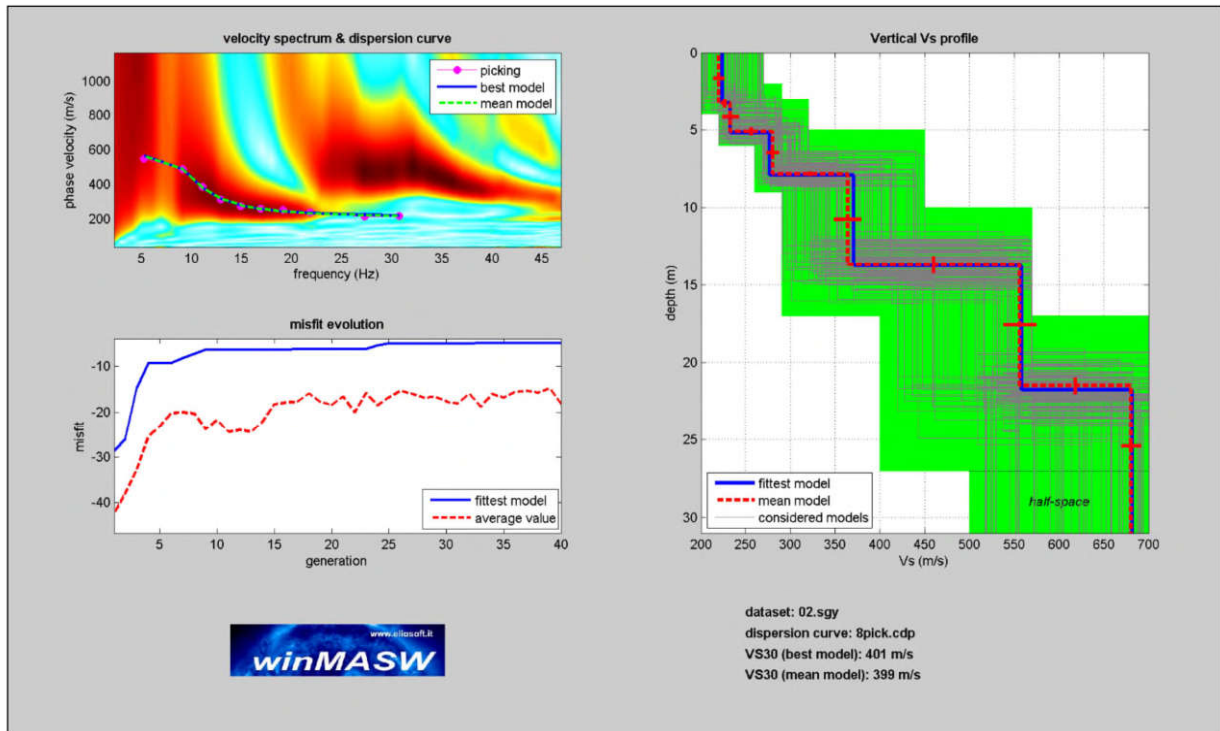 velocity spectrum & dispersion curve
1000
800
600
400
200
phase velocity (m/s)
picking
best model
mean model
5 10 15 20 25 30 35 40 45
frequency (Hz)
misfit evolution
-10
-20
-30
-40
misfit
fittest model
average value
5 10 15 20 25 30 35 40
generation
www.eliosoft.it
winMASW
Vertical Vs profile
0
5
10
15
20
25
30
depth (m)
fittest model
mean model
considered models
half-space
200 250 300 350 400 450 500 550 600 650 700
Vs (m/s)
dataset: 02.sgy
dispersion curve: 8pick.cdp
VS30 (best model): 401 m/s
VS30 (mean model): 399 m/s